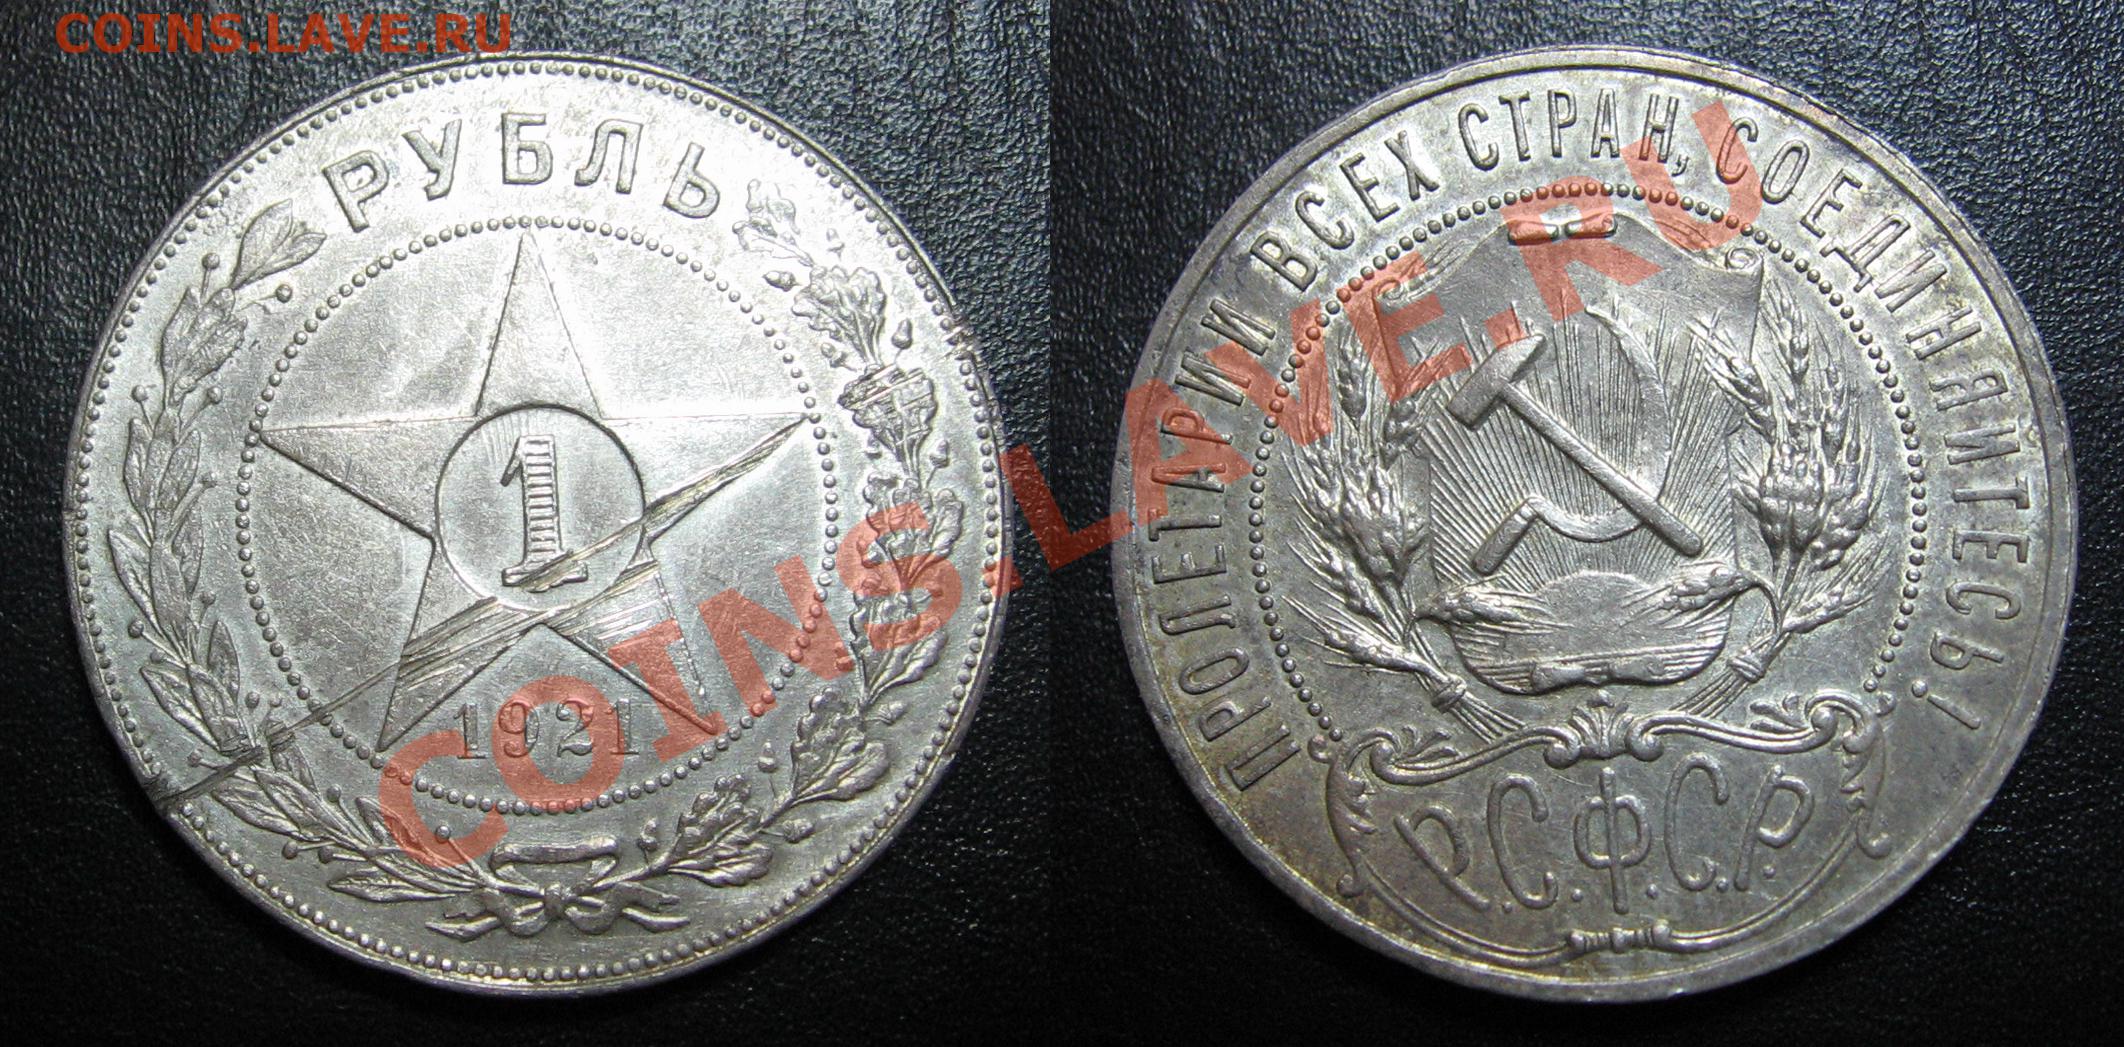 COINS.LAVE.RU
РУБЛЬ
1
1921
ПРОЛЕТАРИИ ВСЕХ СТРАН, СОЕДИНЯЙТЕСЬ!
Р.С.Ф.С.Р.
COINS.LAVE.RU